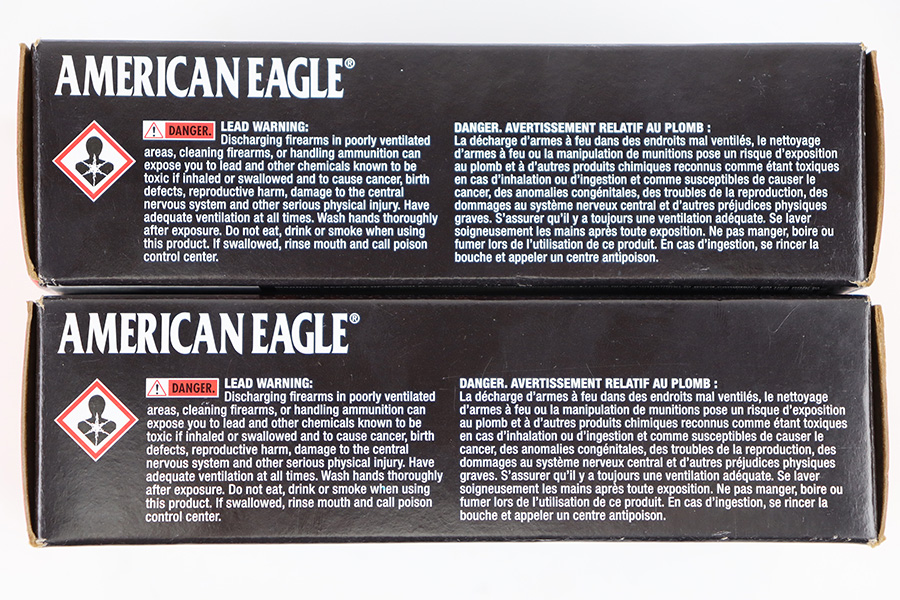 AMERICAN EAGLE®
DANGER. LEAD WARNING:
Discharging firearms in poorly ventilated
areas, cleaning firearms, or handling ammunition can
expose you to lead and other chemicals known to be
toxic if inhaled or swallowed and to cause cancer, birth
defects, reproductive harm, damage to the central
nervous system and other serious physical injury. Have
adequate ventilation at all times. Wash hands thoroughly
after exposure. Do not eat, drink or smoke when using
this product. If swallowed, rinse mouth and call poison
control center.
DANGER. AVERTISSEMENT RELATIF AU PLOMB :
La décharge d'armes à feu dans des endroits mal ventilés, le nettoyage
d'armes à feu ou la manipulation de munitions pose un risque d'exposition
au plomb et à d'autres produits chimiques reconnus comme étant toxiques
en cas d'inhalation ou d'ingestion et comme susceptibles de causer le
cancer, des anomalies congénitales, des troubles de la reproduction, des
dommages au système nerveux central et d'autres préjudices physiques
graves. S'assurer qu'il y a toujours une ventilation adéquate. Se laver
soigneusement les mains après toute exposition. Ne pas manger, boire ou
fumer lors de l'utilisation de ce produit. En cas d'ingestion, se rincer la
bouche et appeler un centre antipoison.
AMERICAN EAGLE®
DANGER. LEAD WARNING:
Discharging firearms in poorly ventilated
areas, cleaning firearms, or handling ammunition can
expose you to lead and other chemicals known to be
toxic if inhaled or swallowed and to cause cancer, birth
defects, reproductive harm, damage to the central
nervous system and other serious physical injury. Have
adequate ventilation at all times. Wash hands thoroughly
after exposure. Do not eat, drink or smoke when using
this product. If swallowed, rinse mouth and call poison
control center.
DANGER. AVERTISSEMENT RELATIF AU PLOMB :
La décharge d'armes à feu dans des endroits mal ventilés, le nettoyage
d'armes à feu ou la manipulation de munitions pose un risque d'exposition
au plomb et à d'autres produits chimiques reconnus comme étant toxiques
en cas d'inhalation ou d'ingestion et comme susceptibles de causer le
cancer, des anomalies congénitales, des troubles de la reproduction, des
dommages au système nerveux central et d'autres préjudices physiques
graves. S'assurer qu'il y a toujours une ventilation adéquate. Se laver
soigneusement les mains après toute exposition. Ne pas manger, boire ou
fumer lors de l'utilisation de ce produit. En cas d'ingestion, se rincer la
bouche et appeler un centre antipoison.